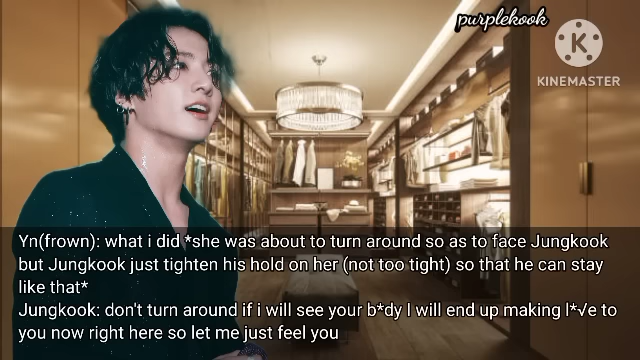 purplekook
KINEMASTER
Yn(frown): what i did *she was about to turn around so as to face Jungkook
but Jungkook just tighten his hold on her (not too tight) so that he can stay
like that*
Jungkook: don't turn around if i will see your b*dy I will end up making l*√e to
you now right here so let me just feel you